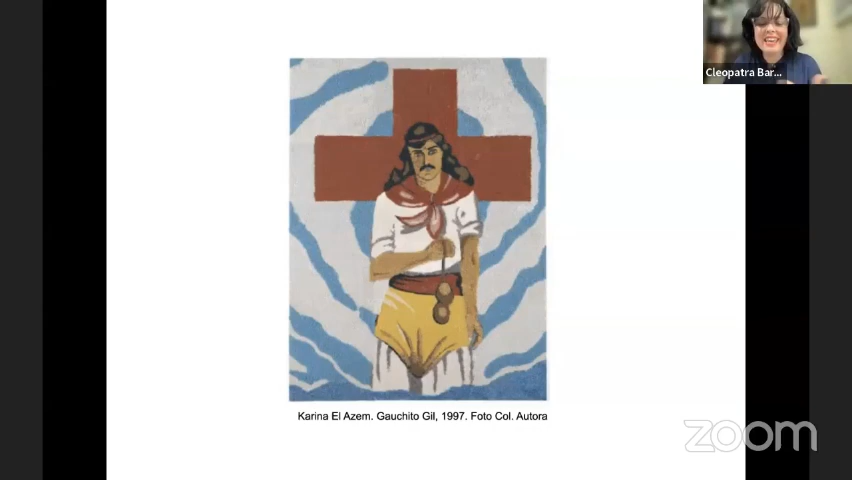 Cleopatra Bar...
Karina El Azem. Gauchito Gil, 1997. Foto Col. Autora
zoom